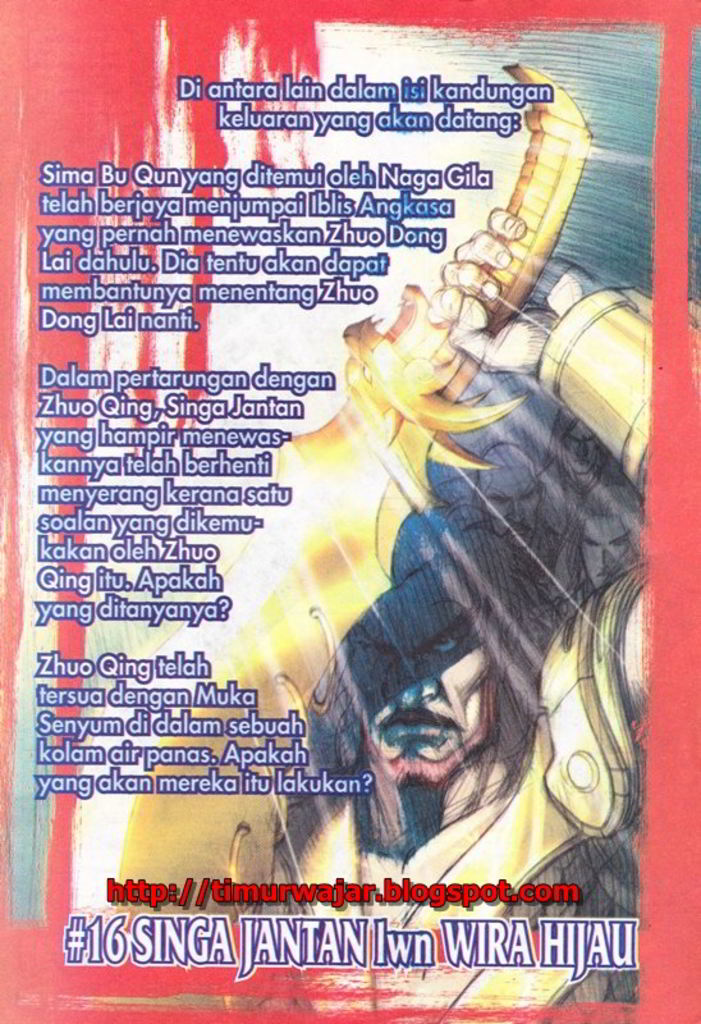 Di antara lain dalam isi kandungan
keluaran yang akan datang:
Sima Bu Qun yang ditemui oleh Naga Gila
telah berjaya menjumpai Iblis Angkasa
yang pernah menewaskan Zhuo Dong
Lai dahulu. Dia tentu akan dapat
membantunya menentang Zhuo
Dong Lai nanti.
Dalam pertarungan dengan
Zhuo Qing, Singa Jantan
yang hampir menewas-
kannya telah berhenti
menyerang kerana satu
soalan yang dikemu-
kakan oleh Zhuo
Qing itu. Apakah
yang ditanyanya?
Zhuo Qing telah
tersua dengan Muka
Senyum di dalam sebuah
kolam air panas. Apakah
yang akan mereka itu lakukan?
http://timurwajar.blogspot.com
#16 SINGA JANTAN lwn WIRA HIJAU